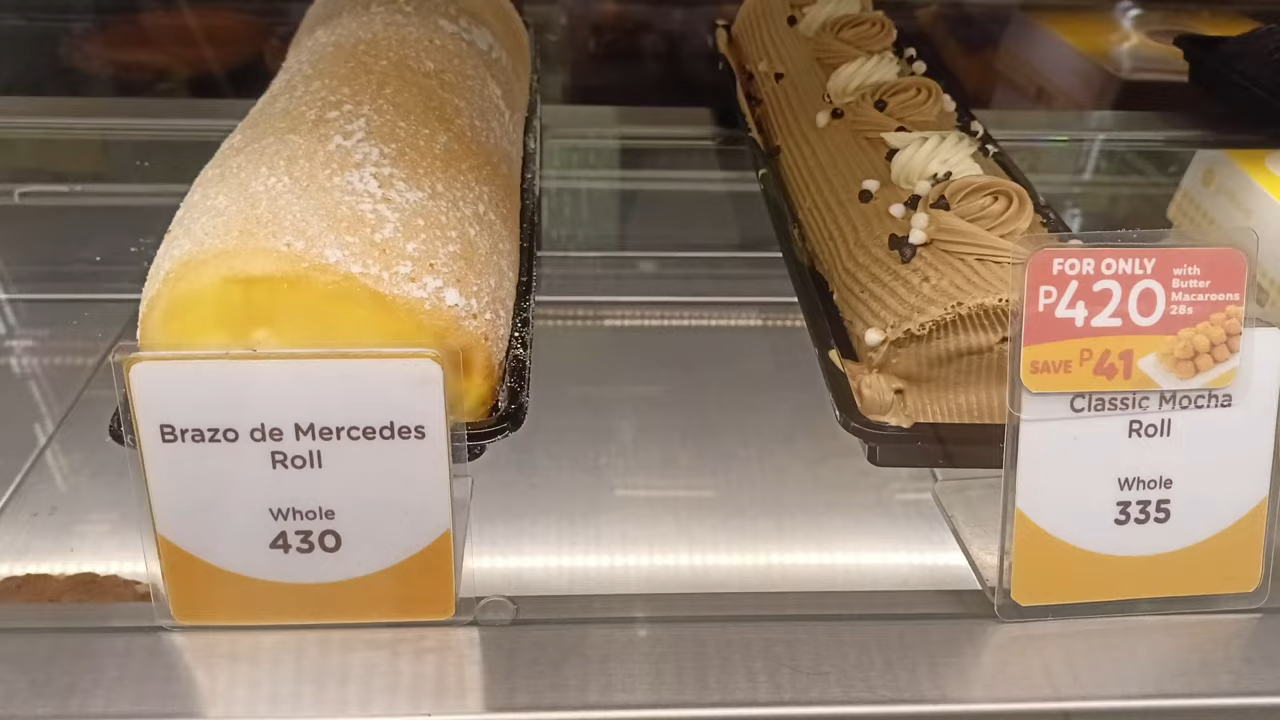 Brazo de Mercedes
Roll
Whole
430
FOR ONLY
P420
with
Butter
Macaroons
28s
SAVE P41
Classic Mocha
Roll
Whole
335